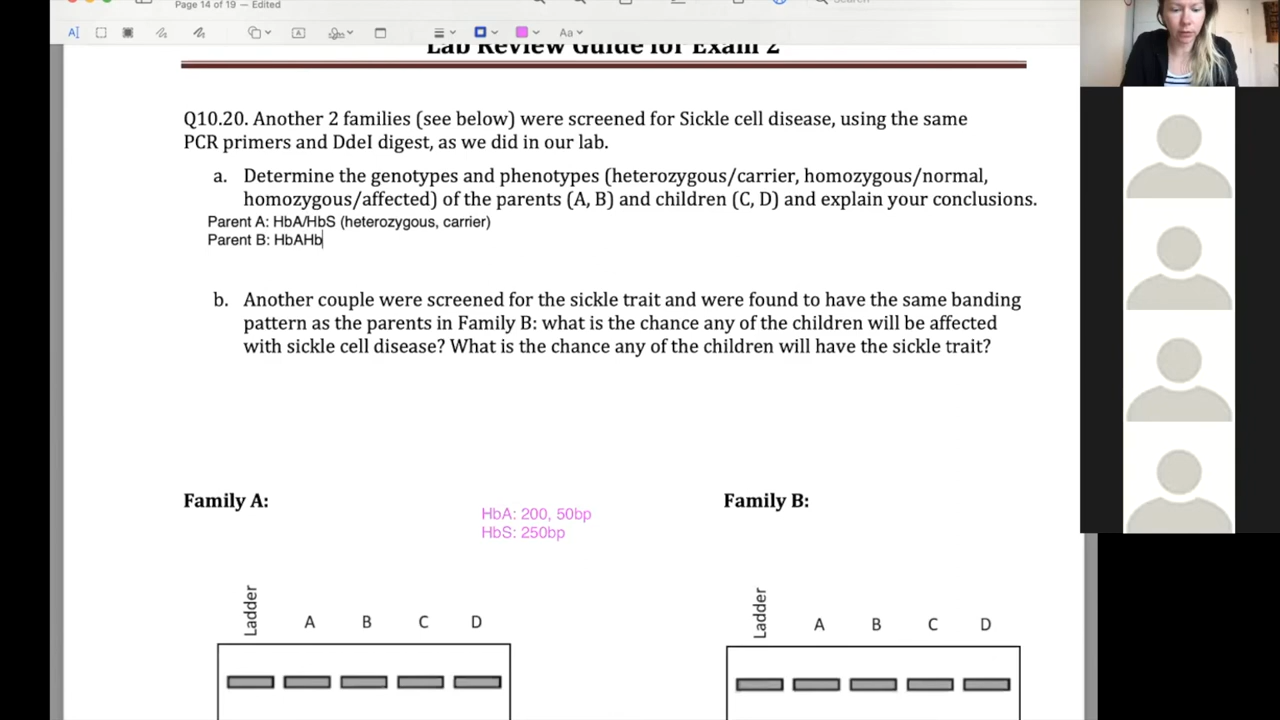 Page 14 of 19 — Edited
Search
Aa
Lab Review Guide for Exam 2
Q10.20. Another 2 families (see below) were screened for Sickle cell disease, using the same
PCR primers and DdeI digest, as we did in our lab.
a. Determine the genotypes and phenotypes (heterozygous/carrier, homozygous/normal,
homozygous/affected) of the parents (A, B) and children (C, D) and explain your conclusions.
Parent A: HbA/HbS (heterozygous, carrier)
Parent B: HbAHb
b. Another couple were screened for the sickle trait and were found to have the same banding
pattern as the parents in Family B: what is the chance any of the children will be affected
with sickle cell disease? What is the chance any of the children will have the sickle trait?
Family A:
HbA: 200, 50bp
HbS: 250bp
Family B:
Ladder A B C D
Ladder A B C D